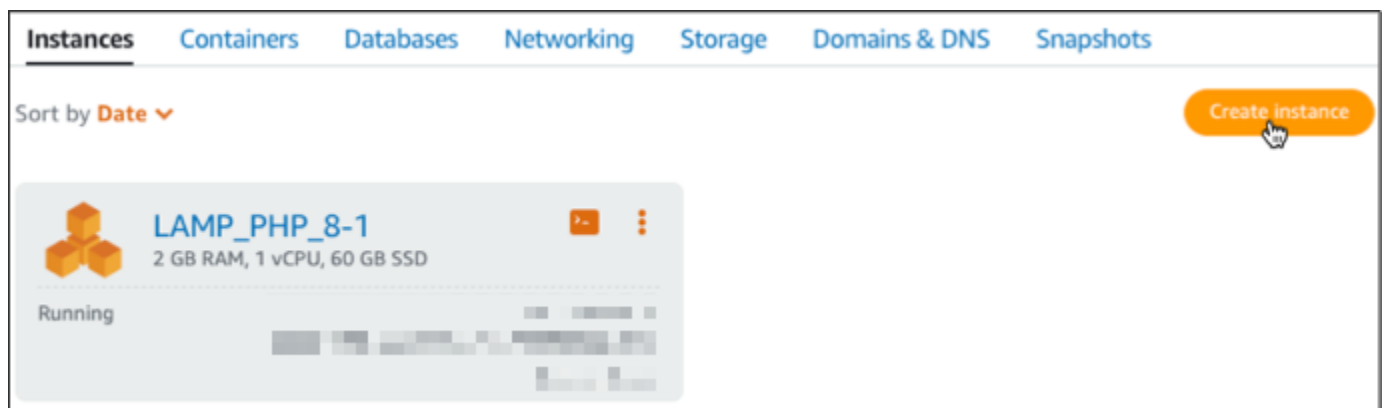 Instances Containers Databases Networking Storage Domains & DNS Snapshots
Sort by Date
Create instance
LAMP_PHP_8-1
2 GB RAM, 1 vCPU, 60 GB SSD
Running